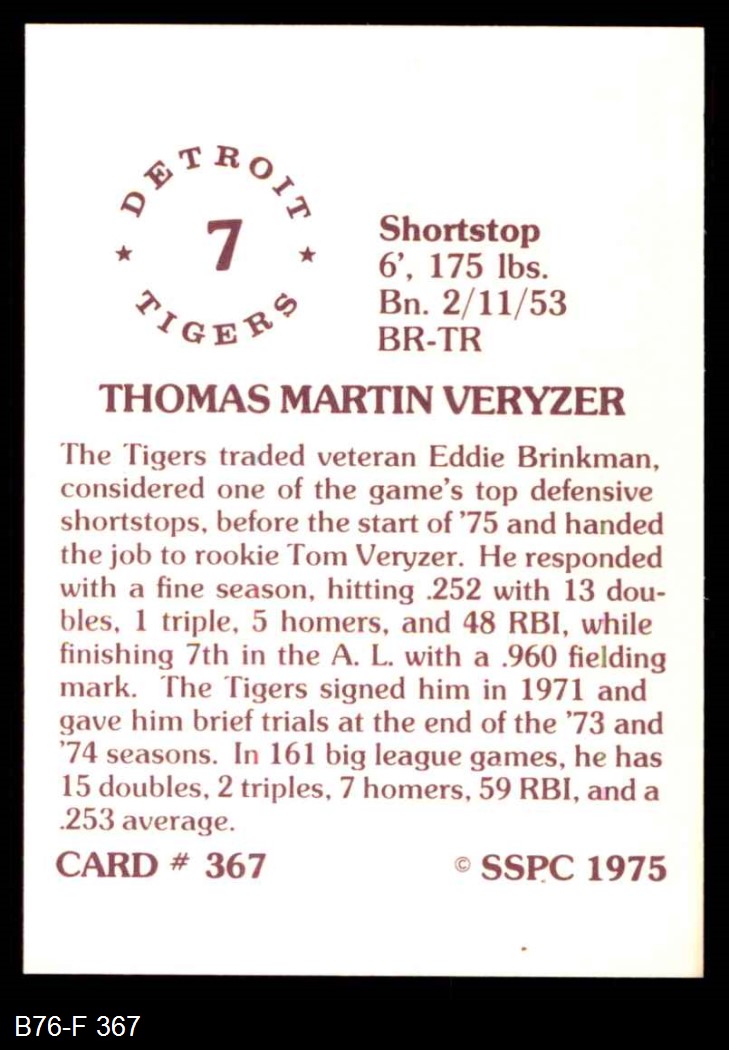 DETROIT
★ 7 ★
TIGERS
Shortstop
6', 175 lbs.
Bn. 2/11/53
BR-TR
THOMAS MARTIN VERYZER
The Tigers traded veteran Eddie Brinkman,
considered one of the game's top defensive
shortstops, before the start of '75 and handed
the job to rookie Tom Veryzer. He responded
with a fine season, hitting .252 with 13 dou-
bles, 1 triple, 5 homers, and 48 RBI, while
finishing 7th in the A. L. with a .960 fielding
mark. The Tigers signed him in 1971 and
gave him brief trials at the end of the '73 and
'74 seasons. In 161 big league games, he has
15 doubles, 2 triples, 7 homers, 59 RBI, and a
.253 average.
CARD # 367 © SSPC 1975
B76-F 367